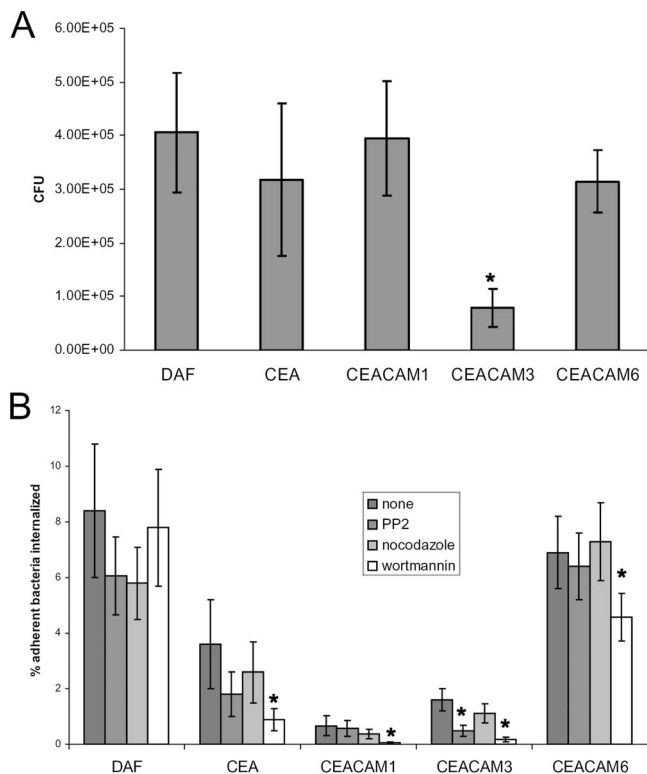 A
6.00E+05
5.00E+05
4.00E+05
3.00E+05
2.00E+05
1.00E+05
0.00E+00
CFU
*
DAF CEA CEACAM1 CEACAM3 CEACAM6
B
12
10
8
6
4
2
0
% adherent bacteria internalized
none
PP2
nocodazole
wortmannin
* * * * *
DAF CEA CEACAM1 CEACAM3 CEACAM6